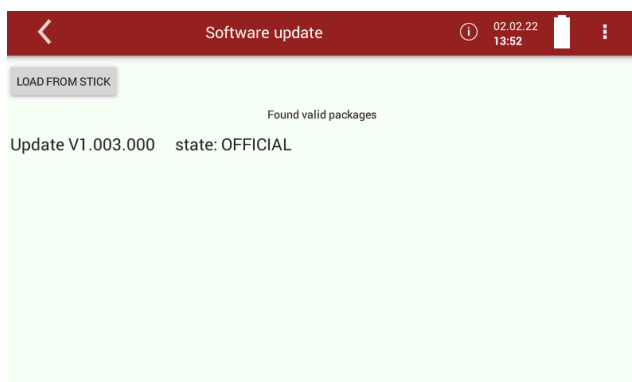 Software update
02.02.22
13:52
LOAD FROM STICK
Found valid packages
Update V1.003.000 state: OFFICIAL